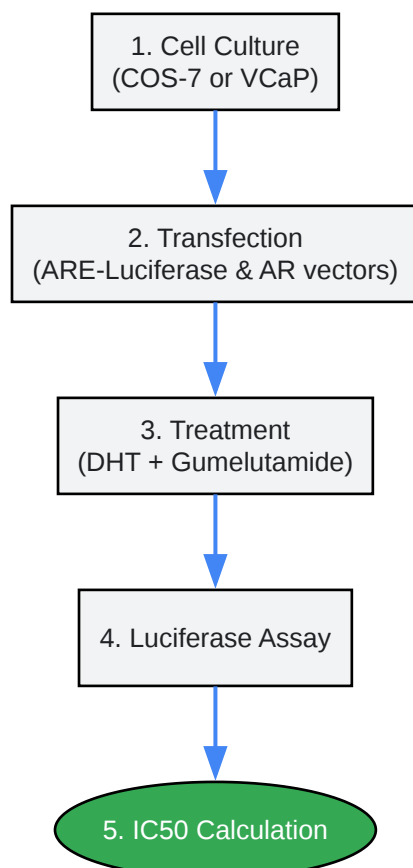 1. Cell Culture
(COS-7 or VCaP)
2. Transfection
(ARE-Luciferase & AR vectors)
3. Treatment
(DHT + Gumelutamide)
4. Luciferase Assay
5. IC50 Calculation